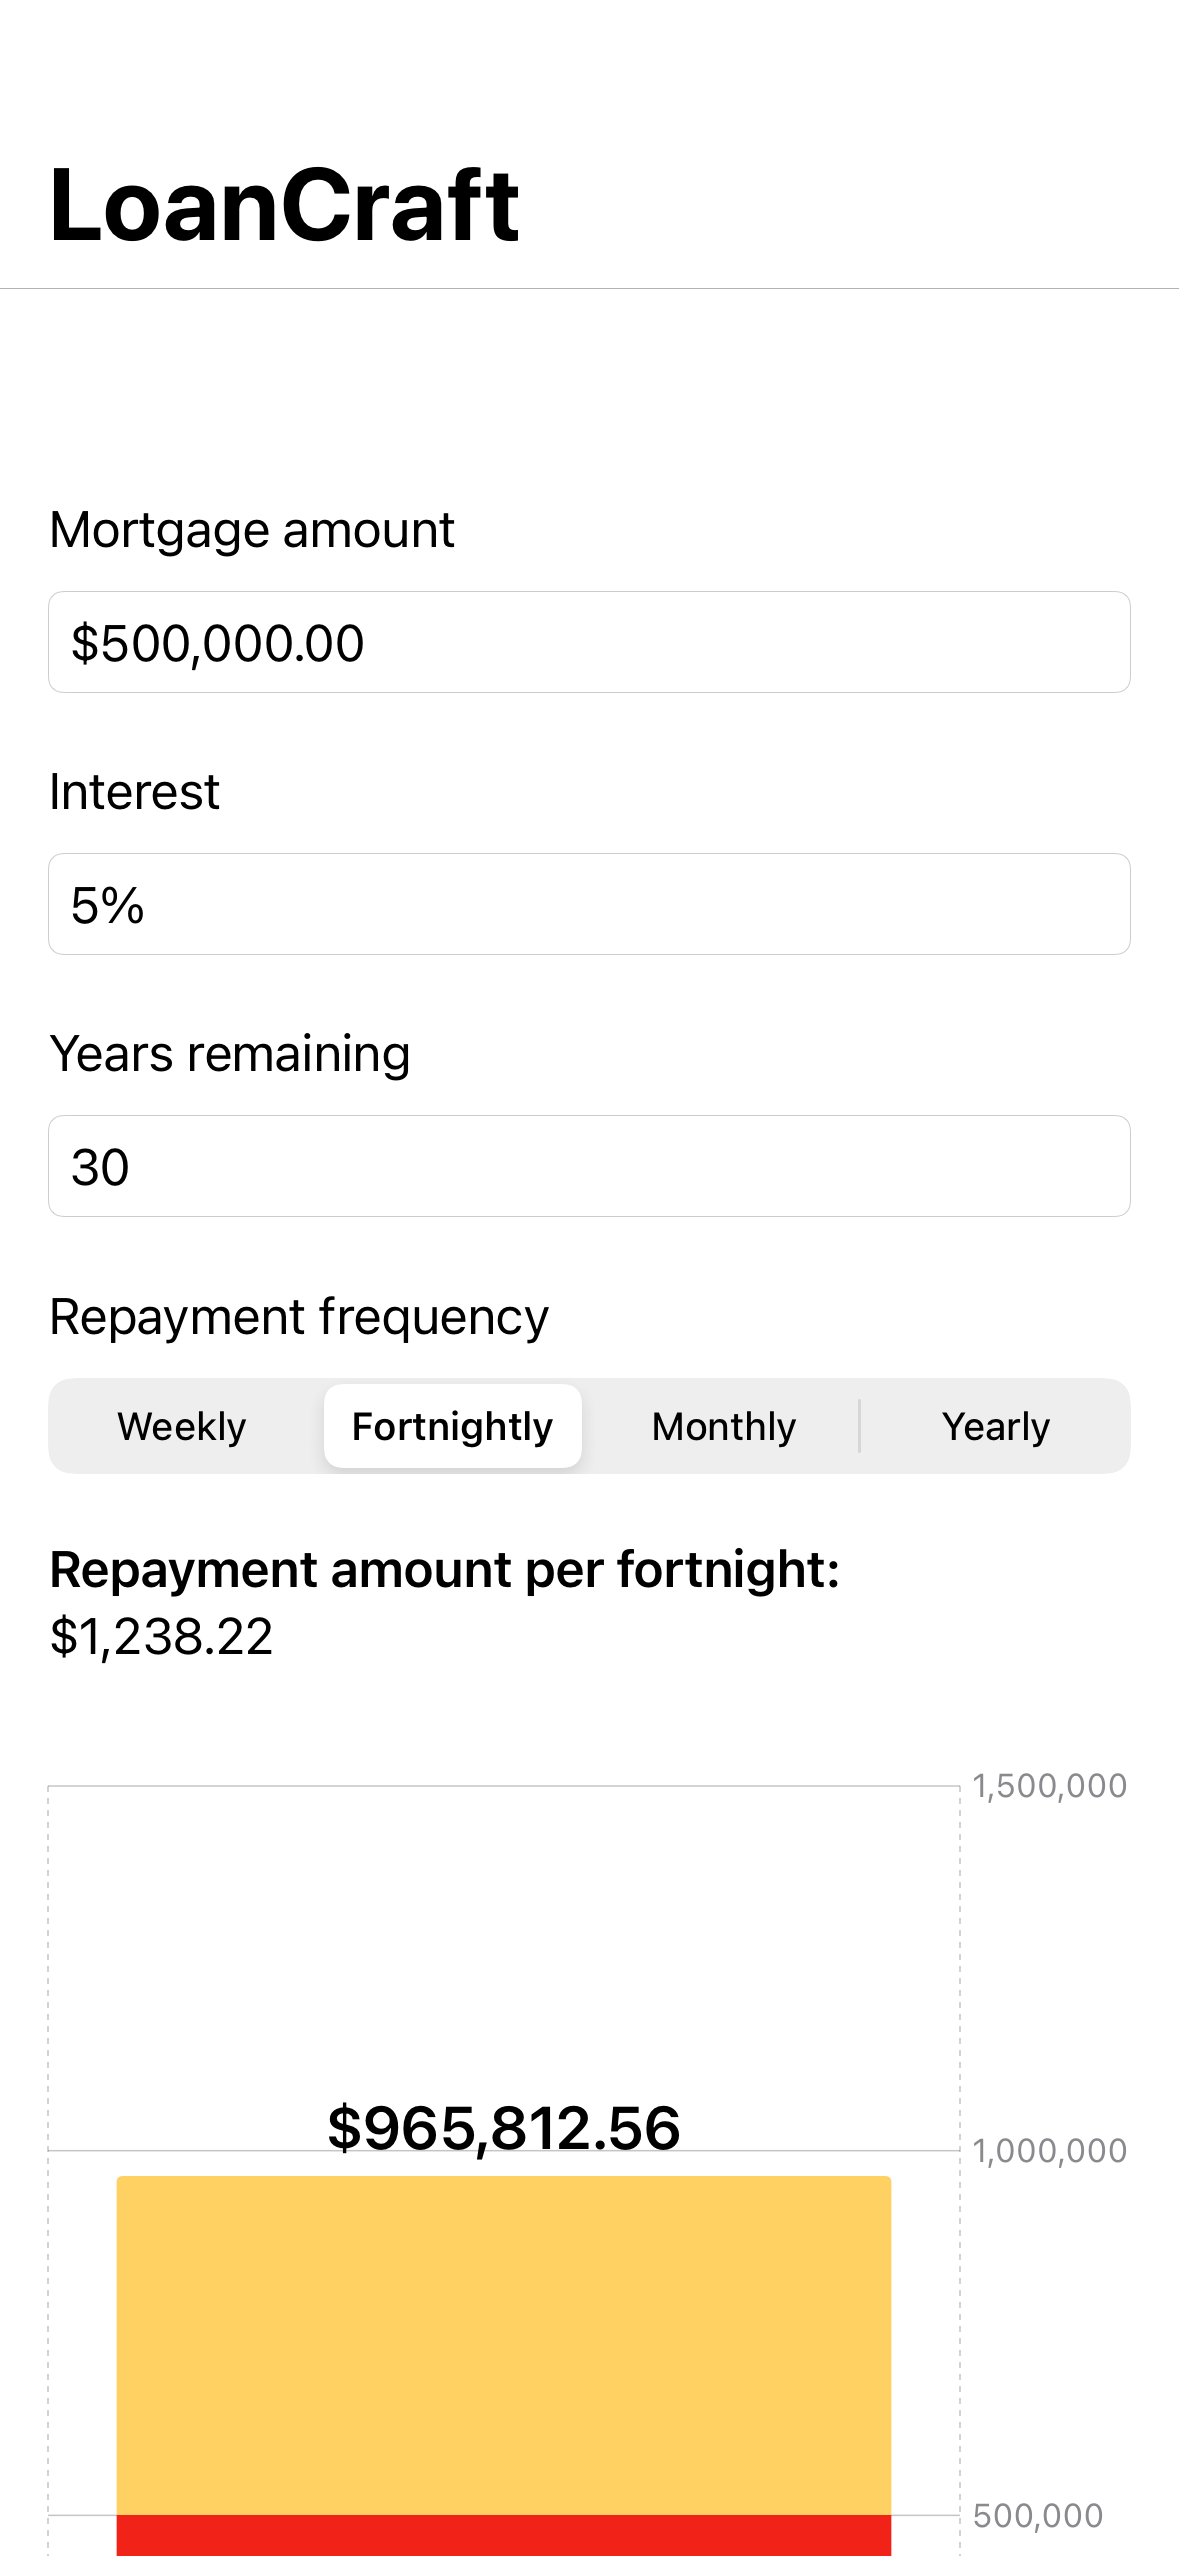 LoanCraft
Mortgage amount
$500,000.00
Interest
5%
Years remaining
30
Repayment frequency
Weekly Fortnightly Monthly Yearly
Repayment amount per fortnight:
$1,238.22
1,500,000
$965,812.56
1,000,000
500,000